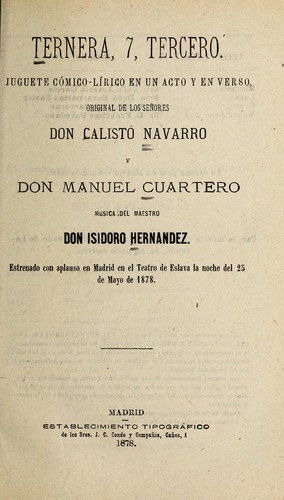 TERNERA, 7, TERCERO.
JUGUETE CÓMICO-LÍRICO EN UN ACTO Y EN VERSO,
ORIGINAL DE LOS SEÑORES
DON CALISTO NAVARRO
Y
DON MANUEL CUARTERO
MUSICA DEL MAESTRO
DON ISIDORO HERNANDEZ.
Estrenado con aplauso en Madrid en el Teatro de Eslava la noche del 25
de Mayo de 1878.
MADRID
ESTABLECIMIENTO TIPOGRÁFICO
de los Sres. J. C. Conde y Compañía, Caños, 1
1878.